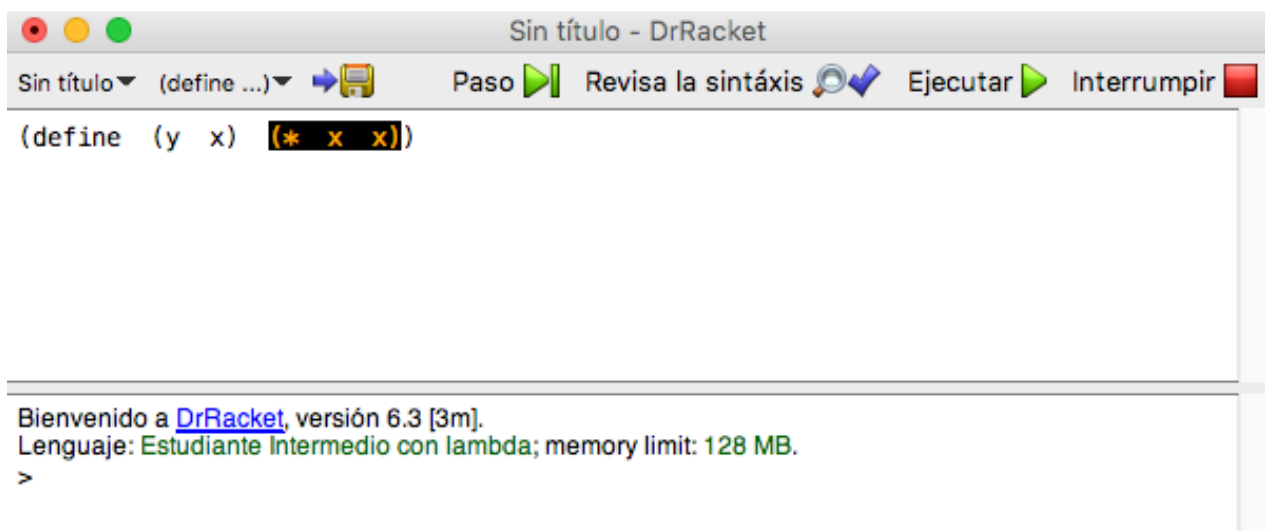 Sin título - DrRacket
Sin título (define ...) Paso Revisa la sintáxis Ejecutar Interrumpir
(define (y x) (* x x))
Bienvenido a DrRacket, versión 6.3 [3m].
Lenguaje: Estudiante Intermedio con lambda; memory limit: 128 MB.
>